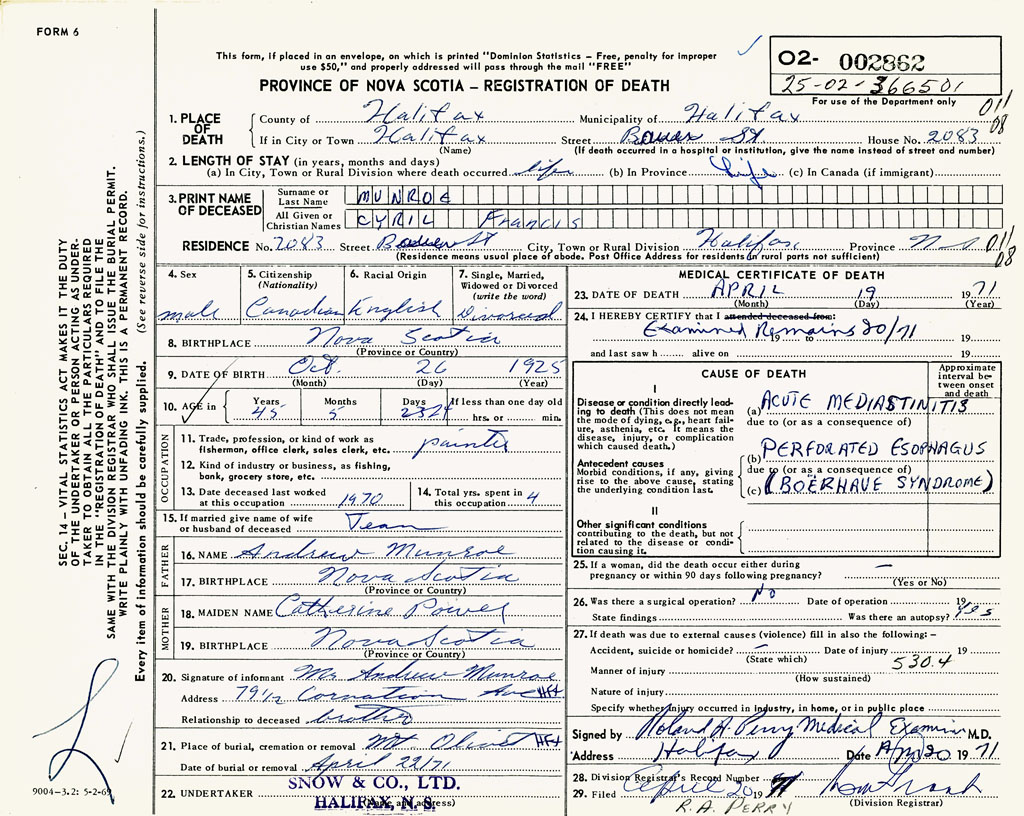 FORM 6
This form, if placed in an envelope, on which is printed "Dominion Statistics – Free, penalty for improper
use $50," and properly addressed will pass through the mail "FREE"
PROVINCE OF NOVA SCOTIA – REGISTRATION OF DEATH
02- 002862
25-02-366501
For use of the Department only
011
08
1. PLACE OF DEATH
County of Halifax Municipality of Halifax
If in City or Town Halifax Street St House No. 2083
(Name) (If death occurred in a hospital or institution, give the name instead of street and number)
2. LENGTH OF STAY (in years, months and days)
(a) In City, Town or Rural Division where death occurred life (b) In Province Life (c) In Canada (if immigrant)
3. PRINT NAME OF DECEASED
Surname or Last Name MUNROE
All Given or Christian Names CYRIL Francis
RESIDENCE No. 2083 Street St City, Town or Rural Division Halifax Province N S 011
08
(Residence means usual place of abode. Post Office Address for residents in rural parts not sufficient)
4. Sex
male
5. Citizenship (Nationality)
Canadian
6. Racial Origin
English
7. Single, Married, Widowed or Divorced (write the word)
Divorced
8. BIRTHPLACE Nova Scotia
(Province or Country)
9. DATE OF BIRTH Oct. 26 1925
(Month) (Day) (Year)
10. AGE in Years 45 Months 5 Days If less than one day old
hrs. or min.
OCCUPATION
11. Trade, profession, or kind of work as
fisherman, office clerk, sales clerk, etc. painter
12. Kind of industry or business, as fishing,
bank, grocery store, etc.
13. Date deceased last worked
at this occupation 1970
14. Total yrs. spent in
this occupation 4
15. If married give name of wife
or husband of deceased Jean
FATHER
16. NAME Andrew Munroe
17. BIRTHPLACE Nova Scotia
(Province or Country)
MOTHER
18. MAIDEN NAME Catherine Power
19. BIRTHPLACE Nova Scotia
(Province or Country)
20. Signature of informant Mr Andrew Munroe
Address 79 1/2 Cornation Ave Hfx
Relationship to deceased brother
21. Place of burial, cremation or removal Mt. Olivet Hfx
Date of burial or removal April 22/71
22. UNDERTAKER SNOW & CO., LTD.
HALIFAX, N. S.
(Name and address)
MEDICAL CERTIFICATE OF DEATH
23. DATE OF DEATH APRIL 19 1971
(Month) (Day) (Year)
24. I HEREBY CERTIFY that I attended deceased from:
Examined Remains 20/71
19 to 19
and last saw h alive on 19
CAUSE OF DEATH
Approximate interval between onset and death
I
Disease or condition directly leading to death (This does not mean the mode of dying, e.g., heart failure, asthenia, etc. It means the disease, injury, or complication which caused death.
(a) ACUTE MEDIASTINITIS
due to (or as a consequence of)
Antecedent causes
Morbid conditions, if any, giving rise to the above cause, stating the underlying condition last.
(b) PERFORATED ESOPHAGUS
due to (or as a consequence of)
(c) (BOERHAVE SYNDROME)
II
Other significant conditions
contributing to the death, but not
related to the disease or condition causing it.
25. If a woman, did the death occur either during
pregnancy or within 90 days following pregnancy? –
(Yes or No)
26. Was there a surgical operation? No Date of operation 19
State findings Was there an autopsy? Yes
27. If death was due to external causes (violence) fill in also the following:–
Accident, suicide or homicide? – Date of injury 19
(State which)
Manner of injury 530.4
(How sustained)
Nature of injury
Specify whether injury occurred in industry, in home, or in public place
Signed by Roland A. Perry Medical Examin M.D.
Address Halifax Date Apr 20 1971
28. Division Registrar's Record Number
29. Filed April 20 1971
(Division Registrar)
R.A. PERRY
SEC. 14 – VITAL STATISTICS ACT MAKES IT THE DUTY
OF THE UNDERTAKER OR PERSON ACTING AS UNDER-
TAKER TO OBTAIN ALL THE PARTICULARS REQUIRED
IN THE "REGISTRATION OF DEATH" AND TO FILE THE
SAME WITH THE DIVISION REGISTRAR WHO SHALL ISSUE THE BURIAL PERMIT.
WRITE PLAINLY WITH UNFADING INK. THIS IS A PERMANENT RECORD.
Every item of information should be carefully supplied. (See reverse side for instructions.)
9004-3.2: 5-2-69